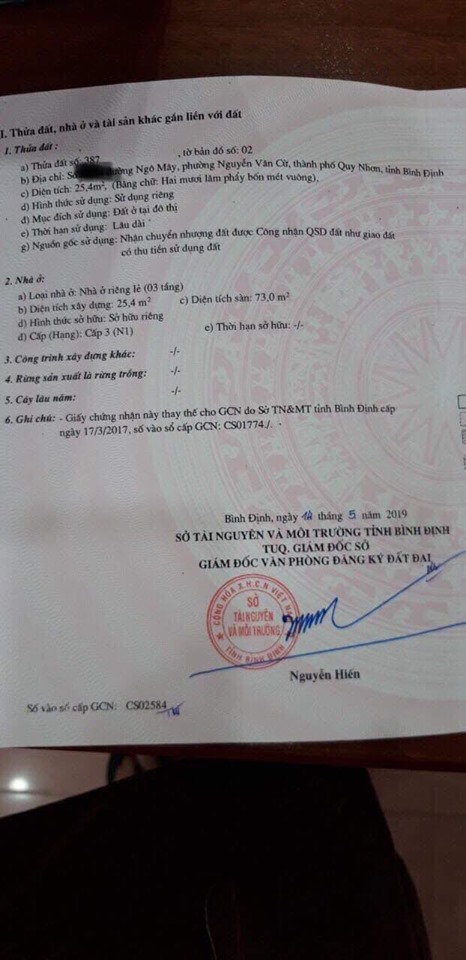 I. Thửa đất, nhà ở và tài sản khác gắn liền với đất
1. Thửa đất :
a) Thửa đất số: 387 , tờ bản đồ số: 02
b) Địa chỉ: Số đường Ngô Mây, phường Nguyễn Văn Cừ, thành phố Quy Nhơn, tỉnh Bình Định
c) Diện tích: 25,4m², (Bằng chữ: Hai mươi lăm phẩy bốn mét vuông),
d) Hình thức sử dụng: Sử dụng riêng
đ) Mục đích sử dụng: Đất ở tại đô thị
e) Thời hạn sử dụng: Lâu dài
g) Nguồn gốc sử dụng: Nhận chuyển nhượng đất được Công nhận QSD đất như giao đất
có thu tiền sử dụng đất
2. Nhà ở:
a) Loại nhà ở: Nhà ở riêng lẻ (03 tầng)
b) Diện tích xây dựng: 25,4 m² c) Diện tích sàn: 73,0 m²
d) Hình thức sở hữu: Sở hữu riêng
đ) Cấp (Hạng): Cấp 3 (N1) e) Thời hạn sở hữu: -/-
3. Công trình xây dựng khác: -/-
4. Rừng sản xuất là rừng trồng: -/-
5. Cây lâu năm: -/-
6. Ghi chú: - Giấy chứng nhận này thay thế cho GCN do Sở TN&MT tỉnh Bình Định cấp
ngày 17/3/2017, số vào sổ cấp GCN: CS01774./.
Bình Định, ngày tháng 5 năm 2019
SỞ TÀI NGUYÊN VÀ MÔI TRƯỜNG TỈNH BÌNH ĐỊNH
TUQ. GIÁM ĐỐC SỞ
GIÁM ĐỐC VĂN PHÒNG ĐĂNG KÝ ĐẤT ĐAI
CỘNG HÒA X.H.C.N VIỆT NAM
SỞ
TÀI NGUYÊN
VÀ MÔI TRƯỜNG
TỈNH BÌNH ĐỊNH
Nguyễn Hiến
Số vào sổ cấp GCN: CS02584